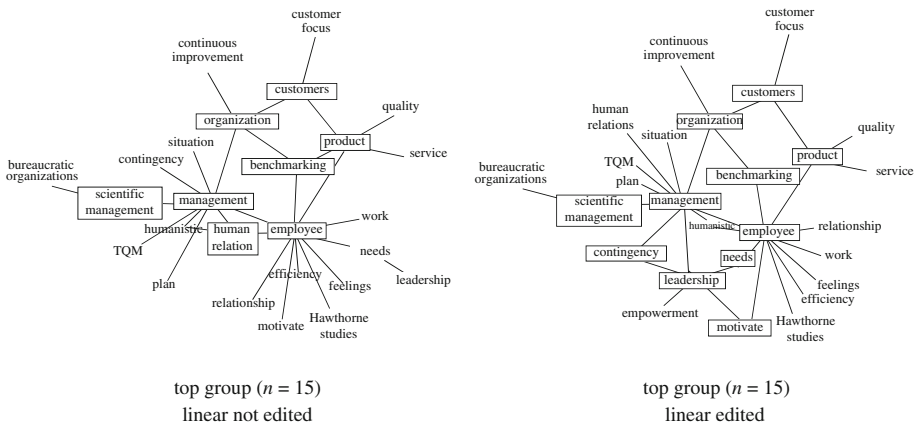 customer
focus
continuous
improvement
customers
organization
quality
situation
product
contingency
service
bureaucratic
organizations
benchmarking
scientific
management
management
work
humanistic
human
relation
employee
TQM
needs
efficiency
leadership
plan
feelings
relationship
Hawthorne
studies
motivate
top group (n = 15)
linear not edited
customer
focus
continuous
improvement
customers
human
relations
organization
quality
situation
product
TQM
service
bureaucratic
organizations
benchmarking
plan
scientific
management
management
humanistic
employee
relationship
contingency
needs
work
leadership
feelings
efficiency
empowerment
motivate
Hawthorne
studies
top group (n = 15)
linear edited